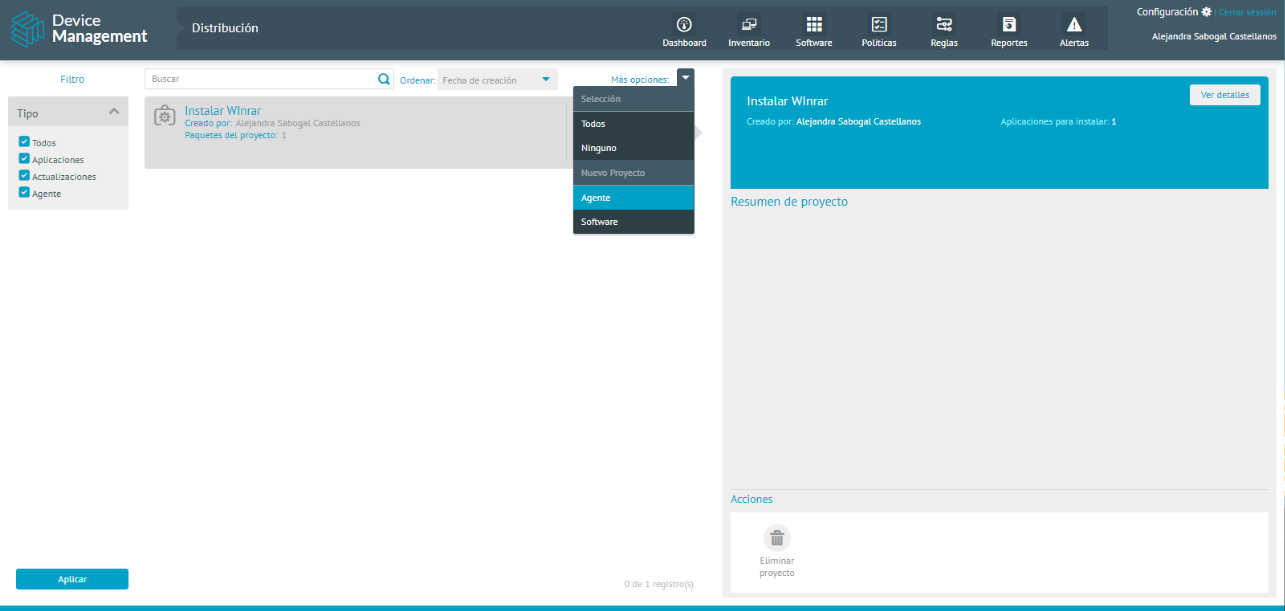 Device
Management
Distribución
Dashboard
Inventario
Software
Políticas
Reglas
Reportes
Alertas
Configuración | Cerrar sesión
Alejandra Sabogal Castellanos
Filtro
Tipo
Todos
Aplicaciones
Actualizaciones
Agente
Aplicar
Buscar
Ordenar: Fecha de creación
Más opciones:
Instalar WInrar
Creado por: Alejandra Sabogal Castellanos
Paquetes del proyecto: 1
Selección
Todos
Ninguno
Nuevo Proyecto
Agente
Software
0 de 1 registro(s)
Instalar WInrar
Ver detalles
Creado por: Alejandra Sabogal Castellanos
Aplicaciones para instalar: 1
Resumen de proyecto
Acciones
Eliminar
proyecto